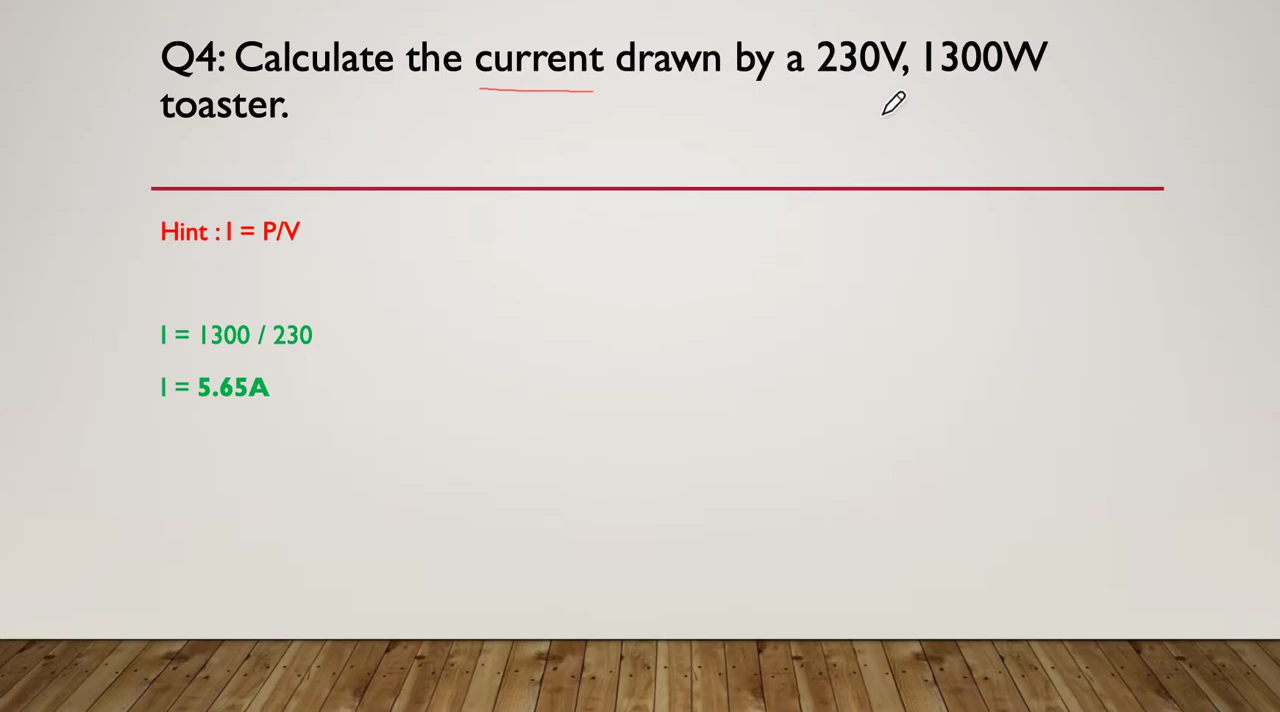 Q4: Calculate the current drawn by a 230V, 1300W
toaster.
Hint : I = P/V
I = 1300 / 230
I = 5.65A